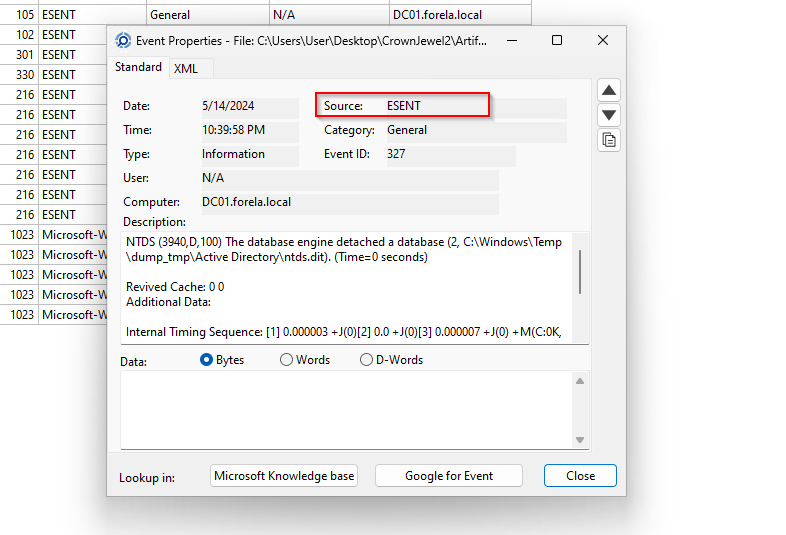 105 ESENT General N/A DC01.forela.local
102 ESENT
301 ESENT
330 ESENT
216 ESENT
216 ESENT
216 ESENT
216 ESENT
216 ESENT
216 ESENT
216 ESENT
1023 Microsoft-W
1023 Microsoft-W
1023 Microsoft-W
1023 Microsoft-W
1023 Microsoft-W
Event Properties - File: C:\Users\User\Desktop\CrownJewel2\Artif...
Standard XML
Date: 5/14/2024 Source: ESENT
Time: 10:39:58 PM Category: General
Type: Information Event ID: 327
User: N/A
Computer: DC01.forela.local
Description:
NTDS (3940,D,100) The database engine detached a database (2, C:\Windows\Temp
\dump_tmp\Active Directory\ntds.dit). (Time=0 seconds)
Revived Cache: 0 0
Additional Data:
Internal Timing Sequence: [1] 0.000003 +J(0)[2] 0.0 +J(0)[3] 0.000007 +J(0) +M(C:0K,
Data: Bytes Words D-Words
Lookup in: Microsoft Knowledge base Google for Event Close